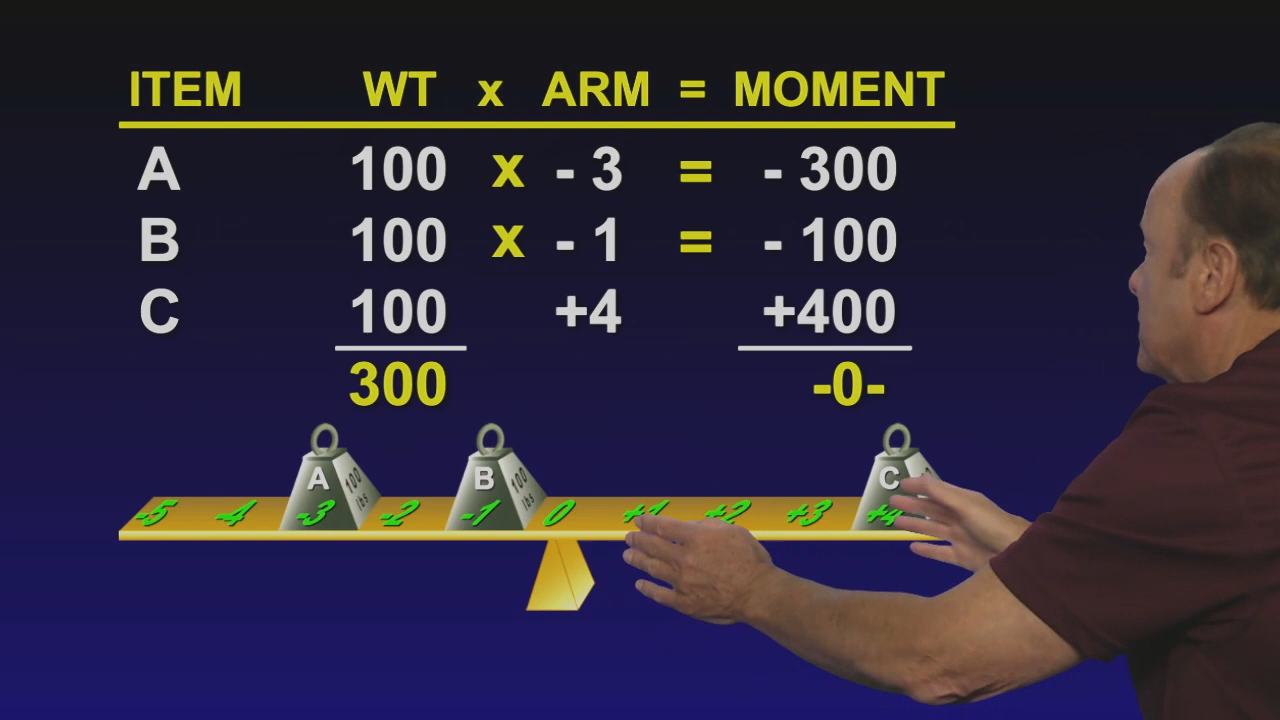 ITEM WT x ARM = MOMENT
A 100 x - 3 = - 300
B 100 x - 1 = - 100
C 100 +4 +400
300 -0-
A 100 lbs B 100 lbs C
-5 -4 -3 -2 -1 0 +1 +2 +3 +4